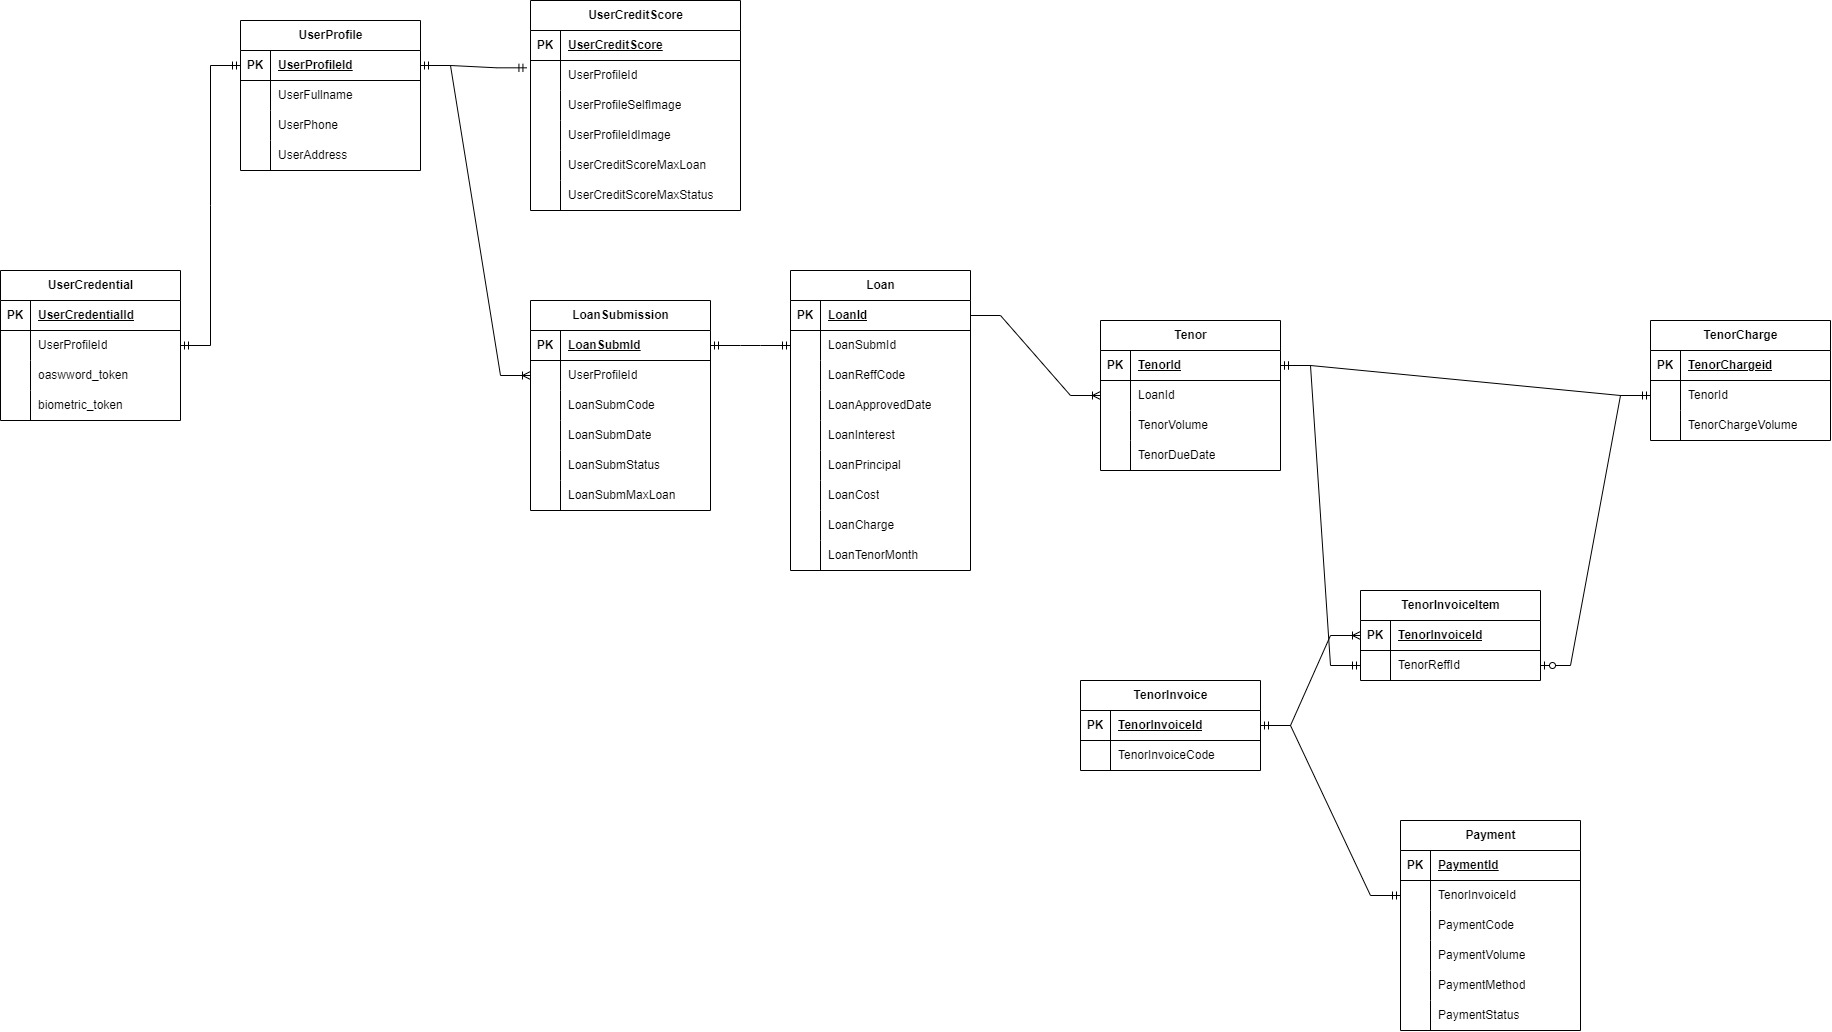 UserProfile
PK UserProfileId
UserFullname
UserPhone
UserAddress
UserCreditScore
PK UserCreditScore
UserProfileId
UserProfileSelfImage
UserProfileIdImage
UserCreditScoreMaxLoan
UserCreditScoreMaxStatus
UserCredential
PK UserCredentialId
UserProfileId
oaswword_token
biometric_token
LoanSubmission
PK LoanSubmId
UserProfileId
LoanSubmCode
LoanSubmDate
LoanSubmStatus
LoanSubmMaxLoan
Loan
PK LoanId
LoanSubmId
LoanReffCode
LoanApprovedDate
LoanInterest
LoanPrincipal
LoanCost
LoanCharge
LoanTenorMonth
Tenor
PK TenorId
LoanId
TenorVolume
TenorDueDate
TenorCharge
PK TenorChargeid
TenorId
TenorChargeVolume
TenorInvoiceItem
PK TenorInvoiceId
TenorReffId
TenorInvoice
PK TenorInvoiceId
TenorInvoiceCode
Payment
PK PaymentId
TenorInvoiceId
PaymentCode
PaymentVolume
PaymentMethod
PaymentStatus